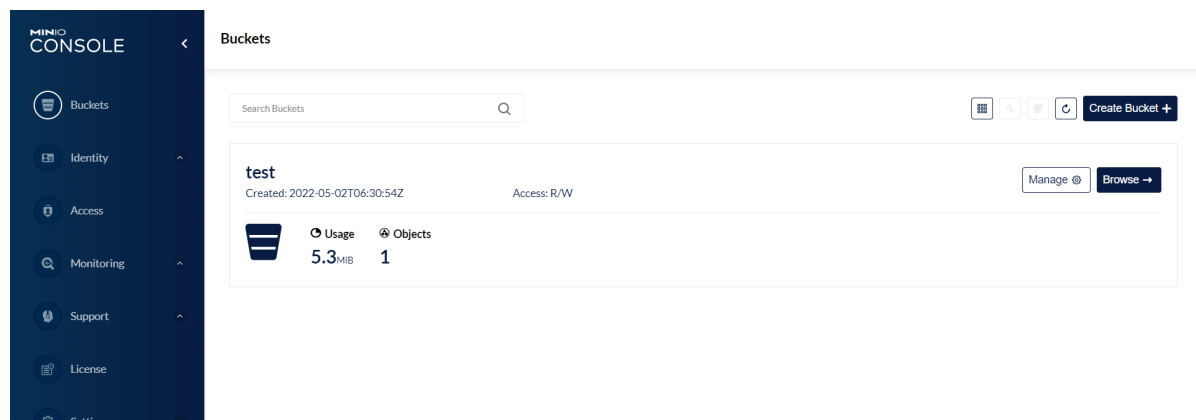 MINIO
CONSOLE
Buckets
Identity
Access
Monitoring
Support
License
Buckets
Search Buckets
Create Bucket +
test
Created: 2022-05-02T06:30:54Z
Access: R/W
Manage
Browse →
Usage
Objects
5.3MiB
1